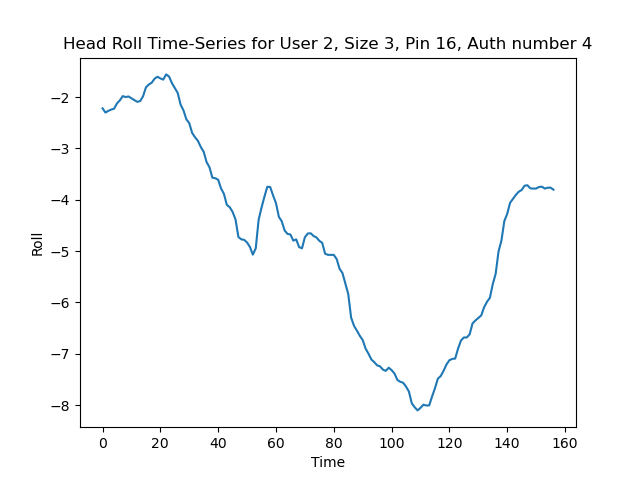 Head Roll Time-Series for User 2, Size 3, Pin 16, Auth number 4
−2
−3
−4
−5
−6
−7
−8
Roll
0 20 40 60 80 100 120 140 160
Time